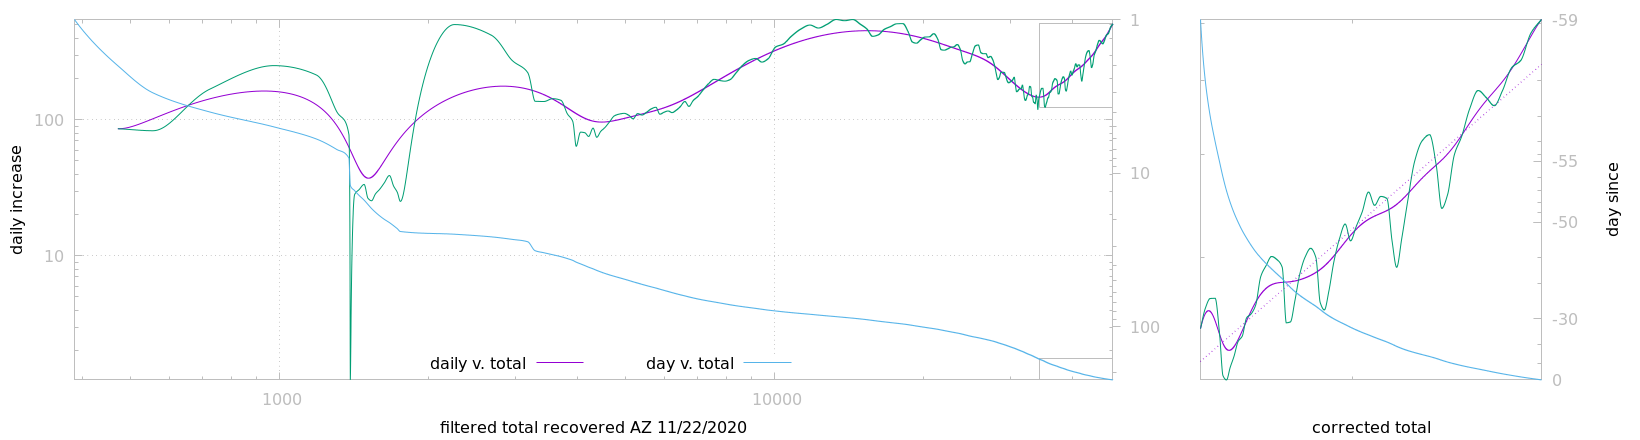 daily increase
100
10
1000
10000
1
10
100
daily v. total
day v. total
filtered total recovered AZ 11/22/2020
-59
-55
-50
-30
0
day since
corrected total